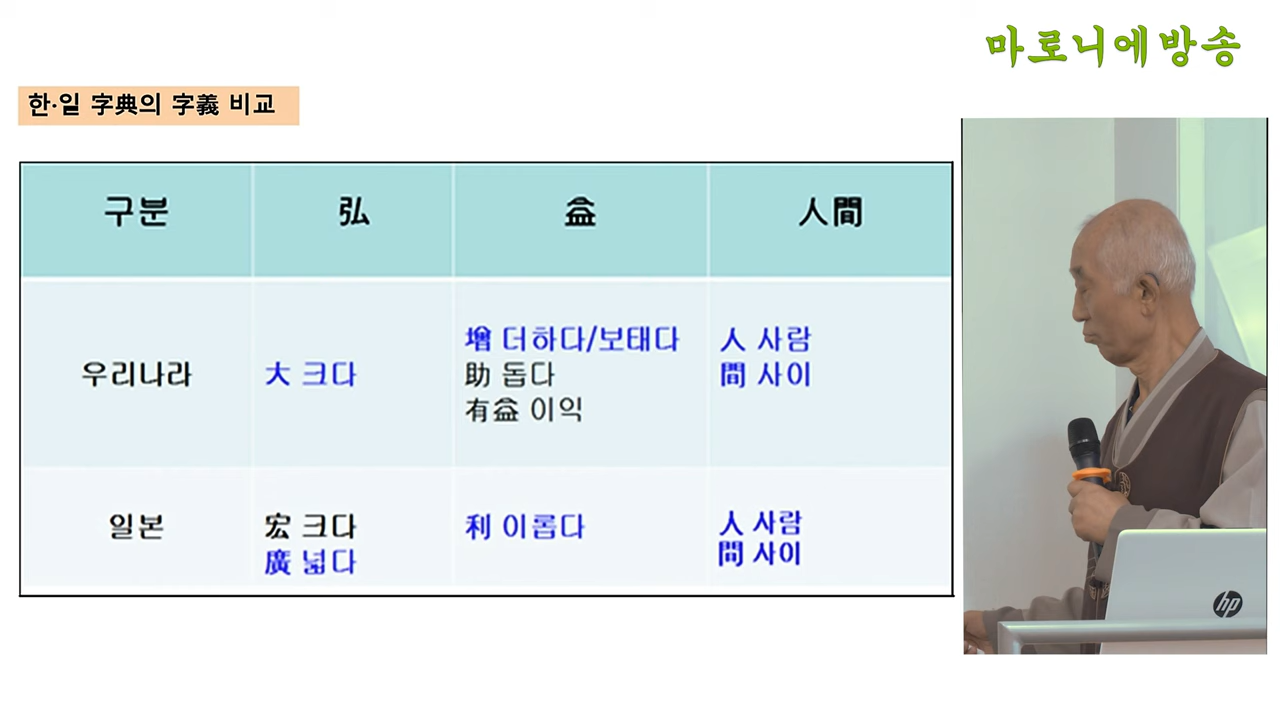 마로니에방송
한·일 字典의 字義 비교
구분 弘 益 人間
우리나라
大 크다
增 더하다/보태다
助 돕다
有益 이익
人 사람
間 사이
일본
宏 크다
廣 넓다
利 이롭다
人 사람
間 사이
hp